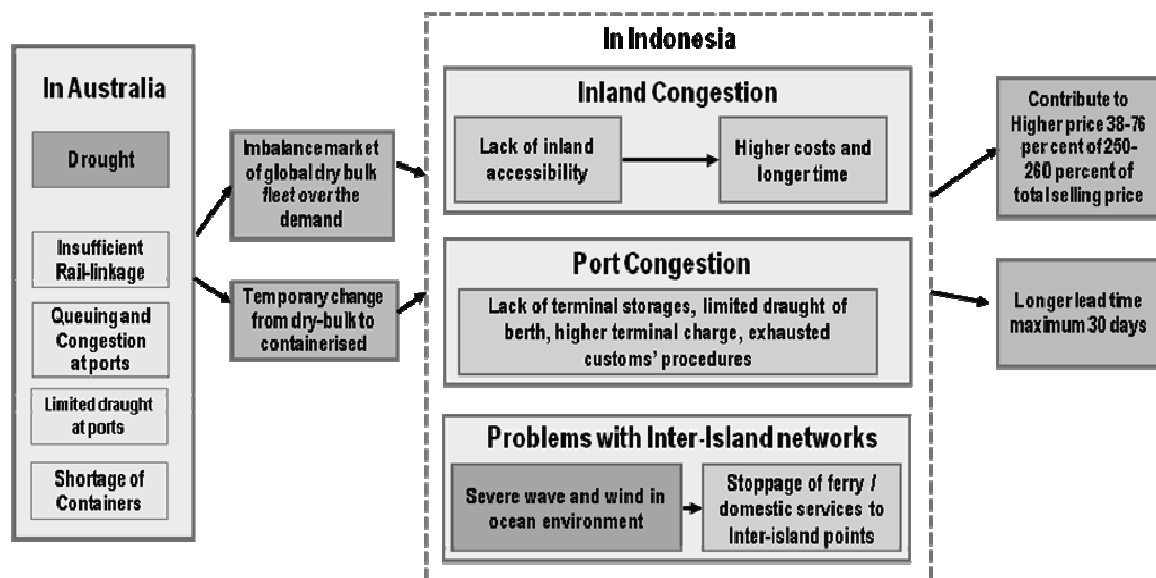 In Australia
Drought
Insufficient
Rail-linkage
Queuing and
Congestion
at ports
Limited draught
at ports
Shortage of
Containers
Imbalance market
of global dry bulk
fleet over the
demand
Temporary change
from dry-bulk to
containerised
In Indonesia
Inland Congestion
Lack of inland
accessibility
Higher costs and
longer time
Port Congestion
Lack of terminal storages, limited draught of
berth, higher terminal charge, exhausted
customs' procedures
Problems with Inter-Island networks
Severe wave and wind in
ocean environment
Stoppage of ferry /
domestic services to
Inter-island points
Contribute to
Higher price 38-76
percent of 250-
260 percent of
total selling price
Longer lead time
maximum 30 days